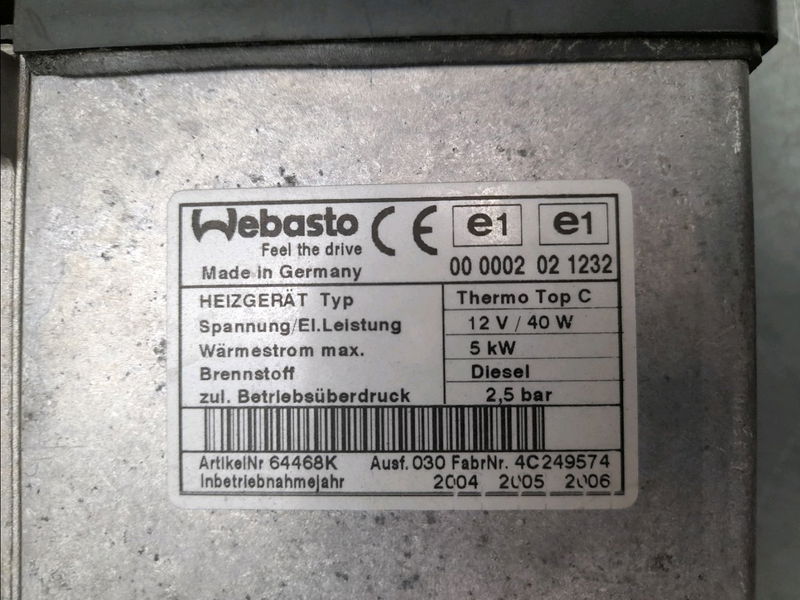 Webasto CE e1 e1
Feel the drive
Made in Germany 00 0002 02 1232
HEIZGERÄT Typ Thermo Top C
Spannung/El.Leistung 12 V / 40 W
Wärmestrom max. 5 kW
Brennstoff Diesel
zul. Betriebsüberdruck 2,5 bar
ArtikelNr 64468K Ausf. 030 FabrNr. 4C249574
Inbetriebnahmejahr 2004 2005 2006